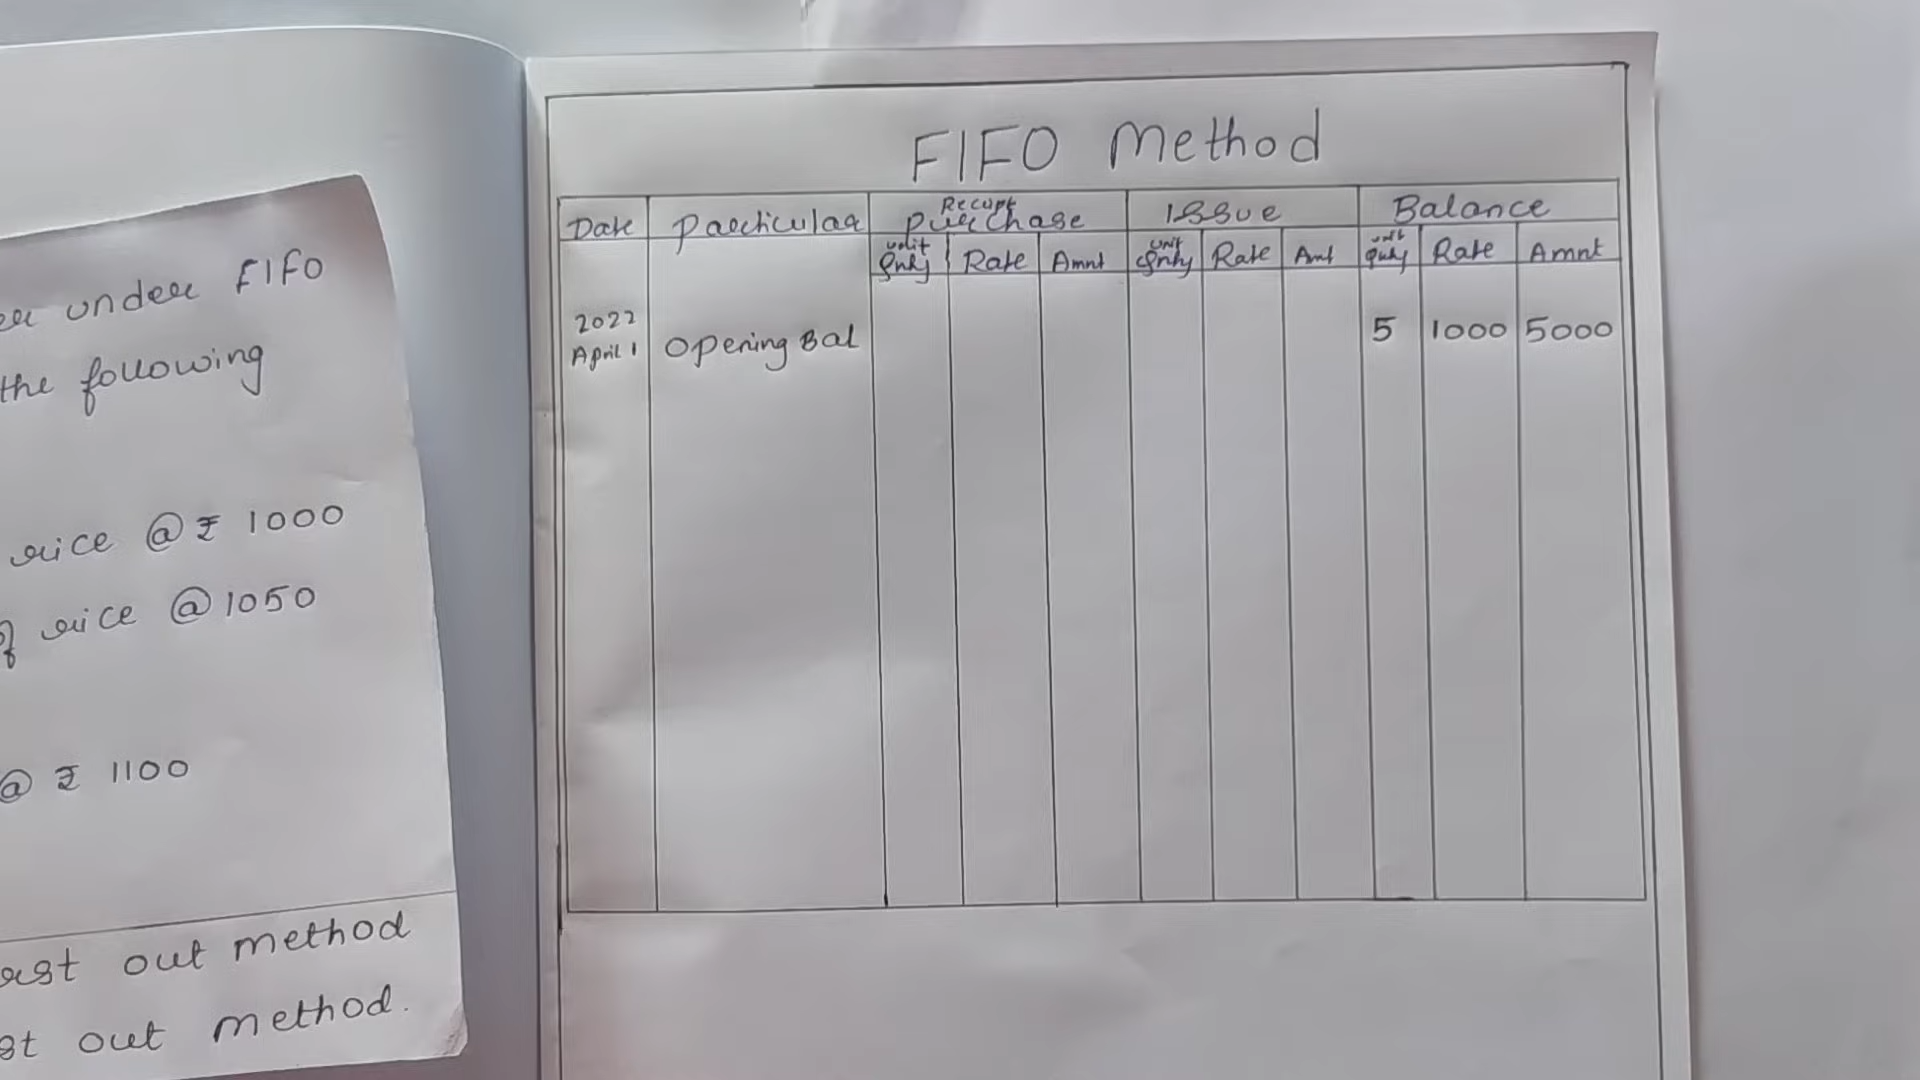 under FIFO
the following
rice @ ₹ 1000
rice @ 1050
@ ₹ 1100
out method
out method.
FIFO Method
Date Particular Recupt Purchase Issue Balance
unit Qnty Rate Amnt unit Qnty Rate Amt unit Qnty Rate Amnt
2022
April 1 Opening Bal 5 1000 5000